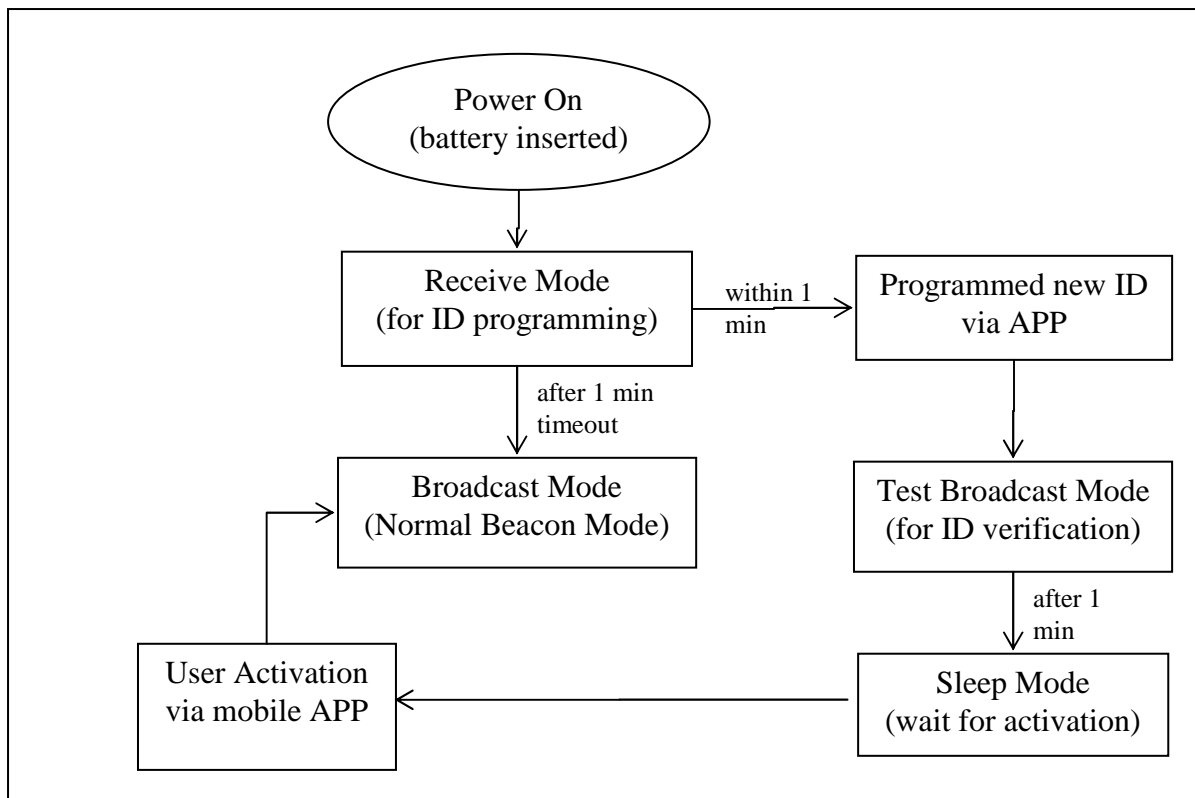 Power On
(battery inserted)
Receive Mode
(for ID programming)
within 1
min
Programmed new ID
via APP
after 1 min
timeout
Broadcast Mode
(Normal Beacon Mode)
Test Broadcast Mode
(for ID verification)
after 1
min
User Activation
via mobile APP
Sleep Mode
(wait for activation)